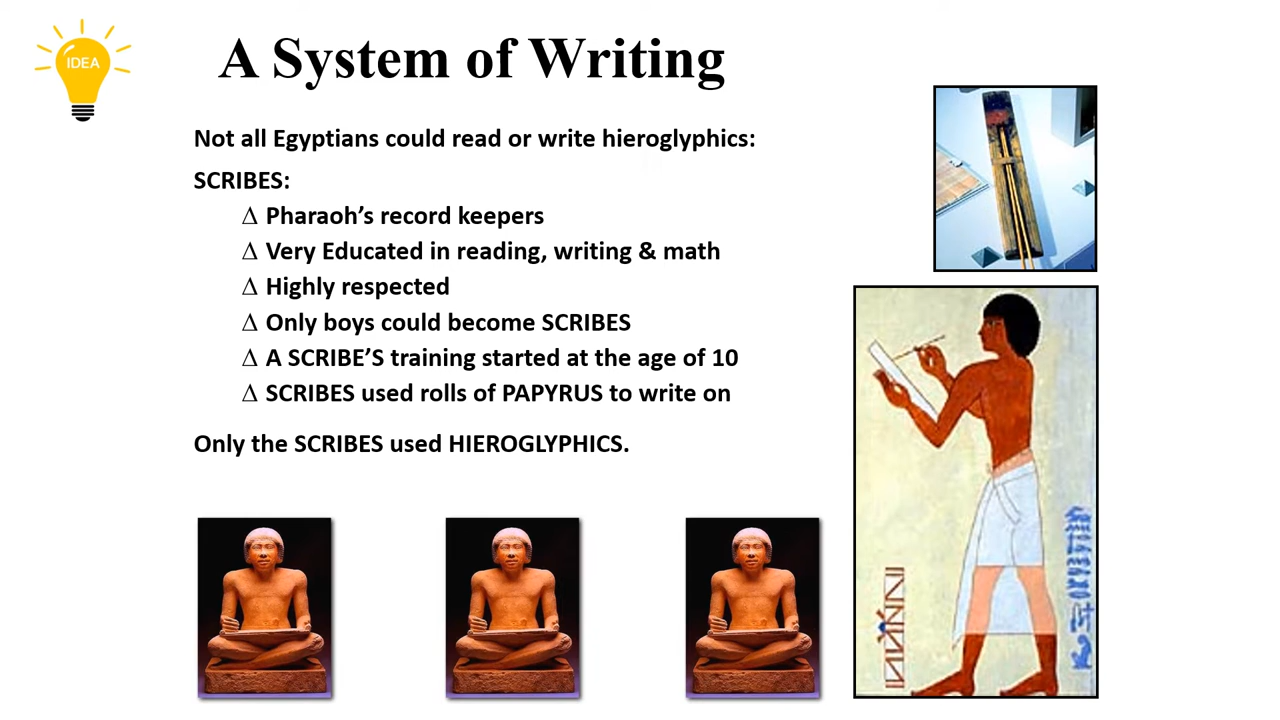 IDEA
A System of Writing
Not all Egyptians could read or write hieroglyphics:
SCRIBES:
∆ Pharaoh’s record keepers
∆ Very Educated in reading, writing & math
∆ Highly respected
∆ Only boys could become SCRIBES
∆ A SCRIBE’S training started at the age of 10
∆ SCRIBES used rolls of PAPYRUS to write on
Only the SCRIBES used HIEROGLYPHICS.